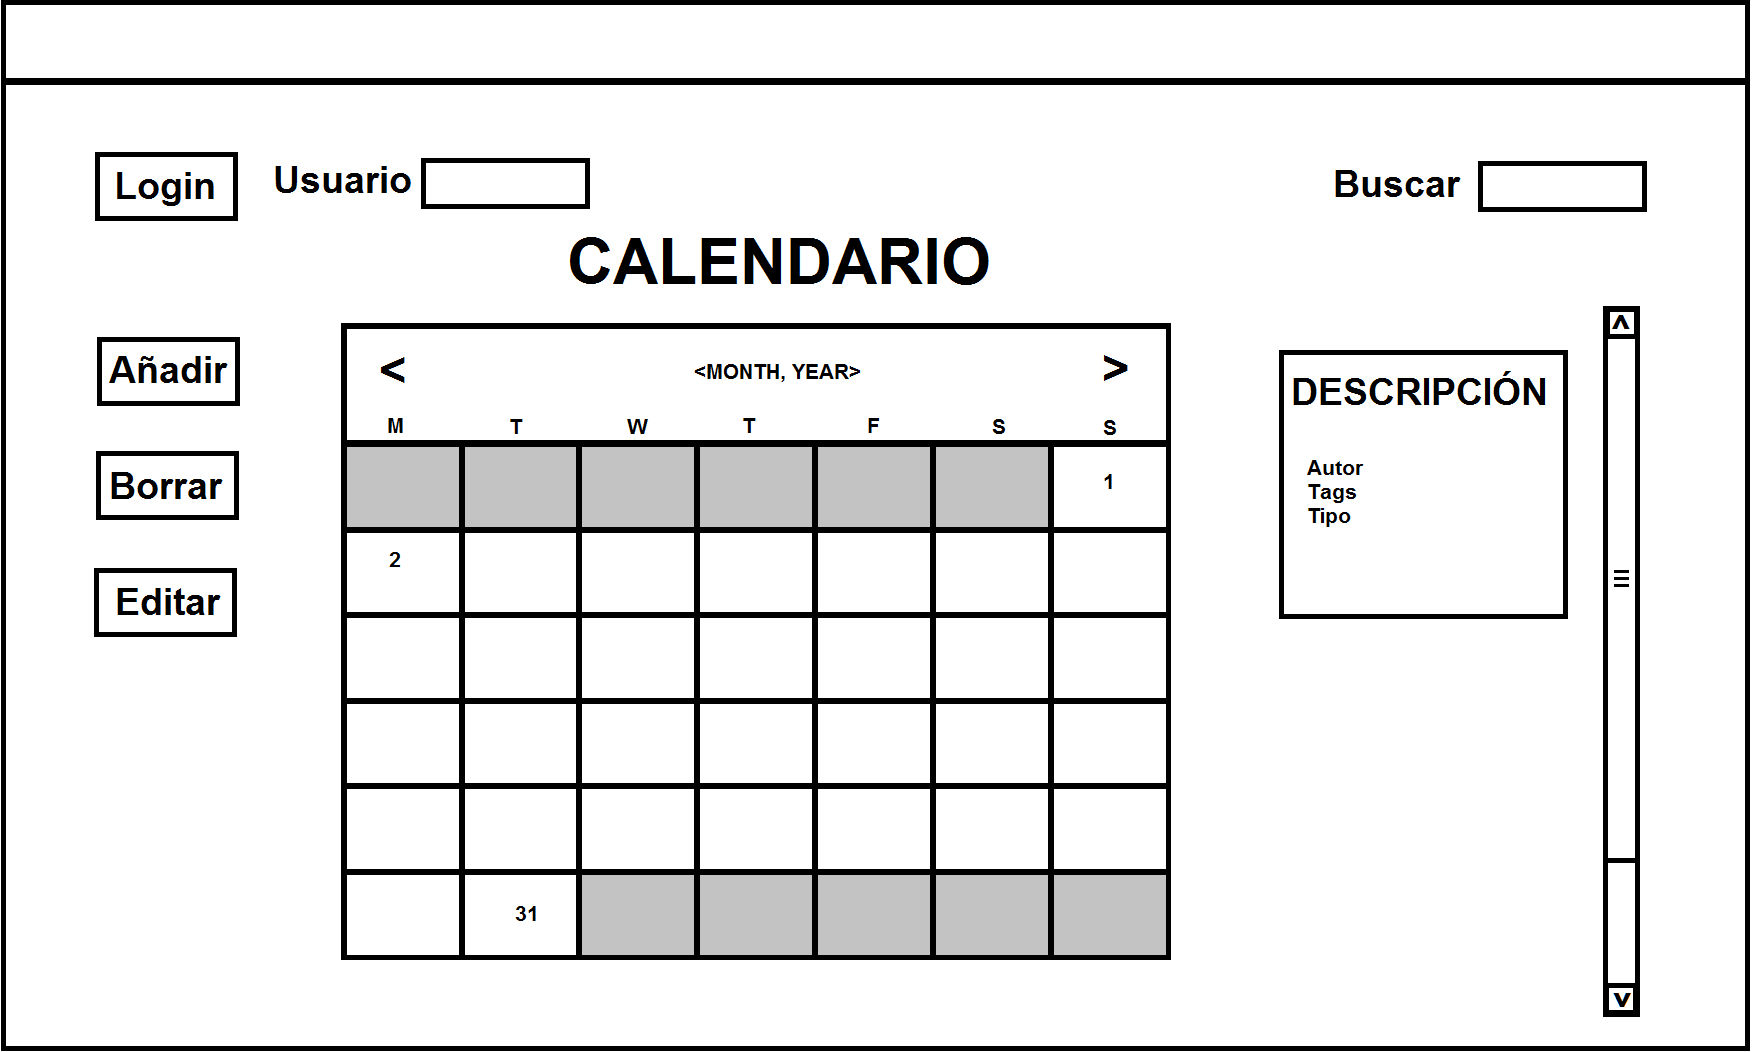 Login Usuario Buscar
CALENDARIO
Añadir
Borrar
Editar
< <MONTH, YEAR> >
M T W T F S S
1
2
31
DESCRIPCIÓN
Autor
Tags
Tipo